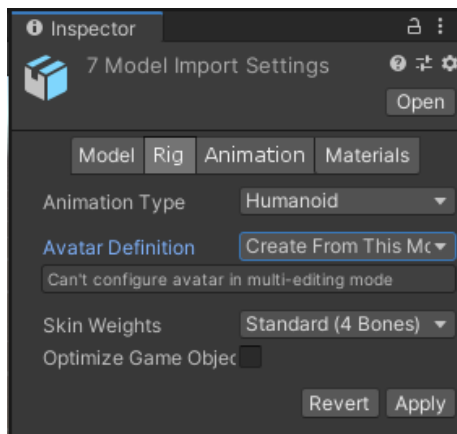 Inspector
7 Model Import Settings
Open
Model Rig Animation Materials
Animation Type Humanoid
Avatar Definition Create From This Mc
Can't configure avatar in multi-editing mode
Skin Weights Standard (4 Bones)
Optimize Game Objec
Revert Apply